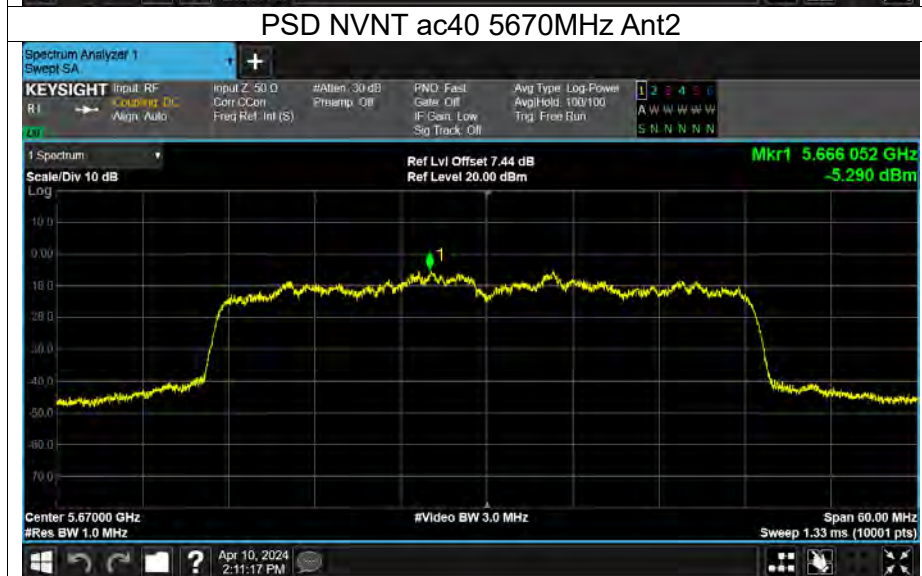 PSD NVNT ac40 5670MHz Ant2
Spectrum Analyzer 1
Swept SA
+
KEYSIGHT Input: RF Input Z: 50 Ω #Atten: 30 dB PNO: Fast Avg Type: Log-Power 1 2 3 4 5 6
Coupling: DC Corr CCorr Preamp: Off Gate: Off Avg|Hold: 100/100 A W W W W W
Align: Auto Freq Ref: Int (S) IF Gain: Low Trig: Free Run
Sig Track: Off S N N N N N
1 Spectrum Ref Lvl Offset 7.44 dB Mkr1 5.666 052 GHz
Scale/Div 10 dB Ref Level 20.00 dBm -5.290 dBm
Log
10.0
0.00
1
-10.0
-20.0
-30.0
-40.0
-50.0
-60.0
-70.0
Center 5.67000 GHz #Video BW 3.0 MHz Span 60.00 MHz
#Res BW 1.0 MHz Sweep 1.33 ms (10001 pts)
? Apr 10, 2024
2:11:17 PM